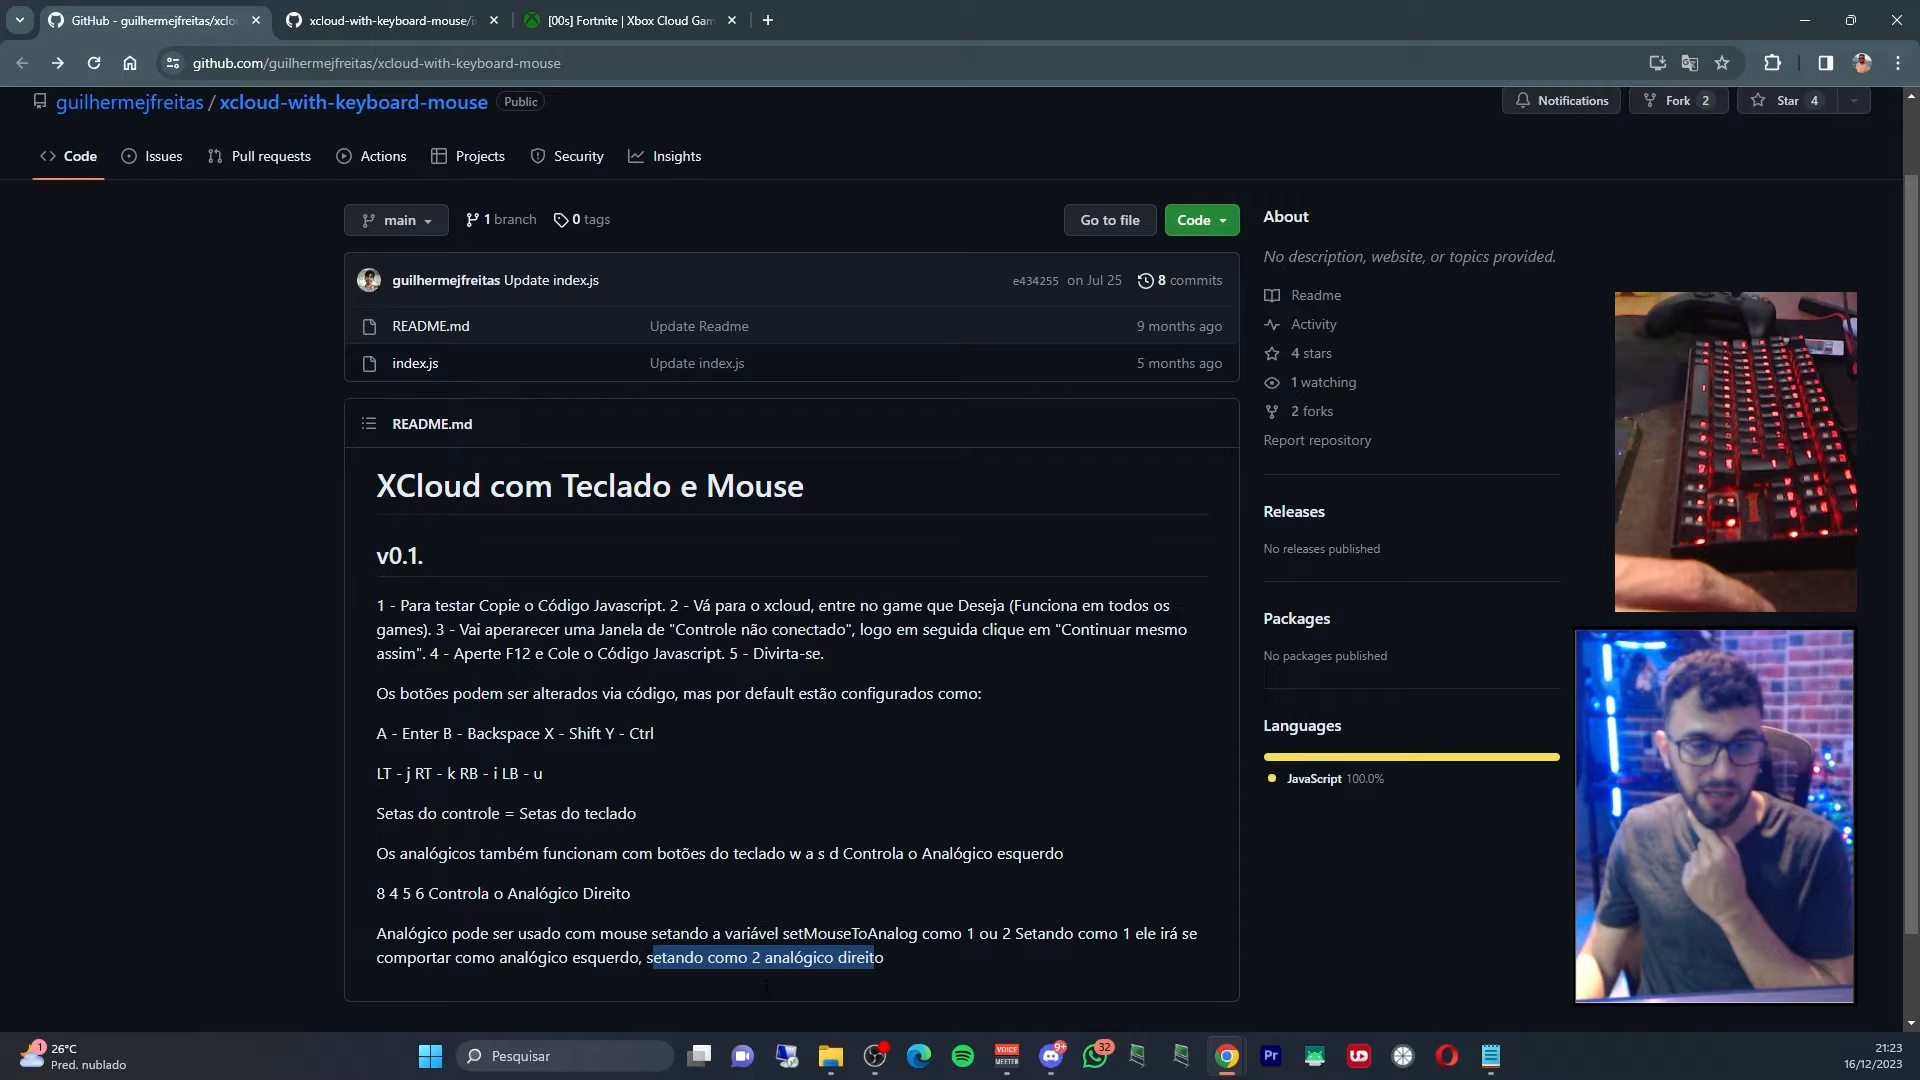 GitHub - guilhermejfreitas/xclo
xcloud-with-keyboard-mouse/i
[00s] Fortnite | Xbox Cloud Gam
github.com/guilhermejfreitas/xcloud-with-keyboard-mouse
guilhermejfreitas / xcloud-with-keyboard-mouse Public
Notifications
Fork 2
Star 4
Code
Issues
Pull requests
Actions
Projects
Security
Insights
main
1 branch
0 tags
Go to file
Code
guilhermejfreitas Update index.js
e434255 on Jul 25
8 commits
README.md Update Readme 9 months ago
index.js Update index.js 5 months ago
README.md
XCloud com Teclado e Mouse
v0.1.
1 - Para testar Copie o Código Javascript. 2 - Vá para o xcloud, entre no game que Deseja (Funciona em todos os
games). 3 - Vai aperarecer uma Janela de "Controle não conectado", logo em seguida clique em "Continuar mesmo
assim". 4 - Aperte F12 e Cole o Código Javascript. 5 - Divirta-se.
Os botões podem ser alterados via código, mas por default estão configurados como:
A - Enter B - Backspace X - Shift Y - Ctrl
LT - j RT - k RB - i LB - u
Setas do controle = Setas do teclado
Os analógicos também funcionam com botões do teclado w a s d Controla o Analógico esquerdo
8 4 5 6 Controla o Analógico Direito
Analógico pode ser usado com mouse setando a variável setMouseToAnalog como 1 ou 2 Setando como 1 ele irá se
comportar como analógico esquerdo, setando como 2 analógico direito
About
No description, website, or topics provided.
Readme
Activity
4 stars
1 watching
2 forks
Report repository
Releases
No releases published
Packages
No packages published
Languages
JavaScript 100.0%
1
26°C
Pred. nublado
Pesquisar
VOICE
MEETER
9+
32
Pr
UD
21:23
16/12/2023